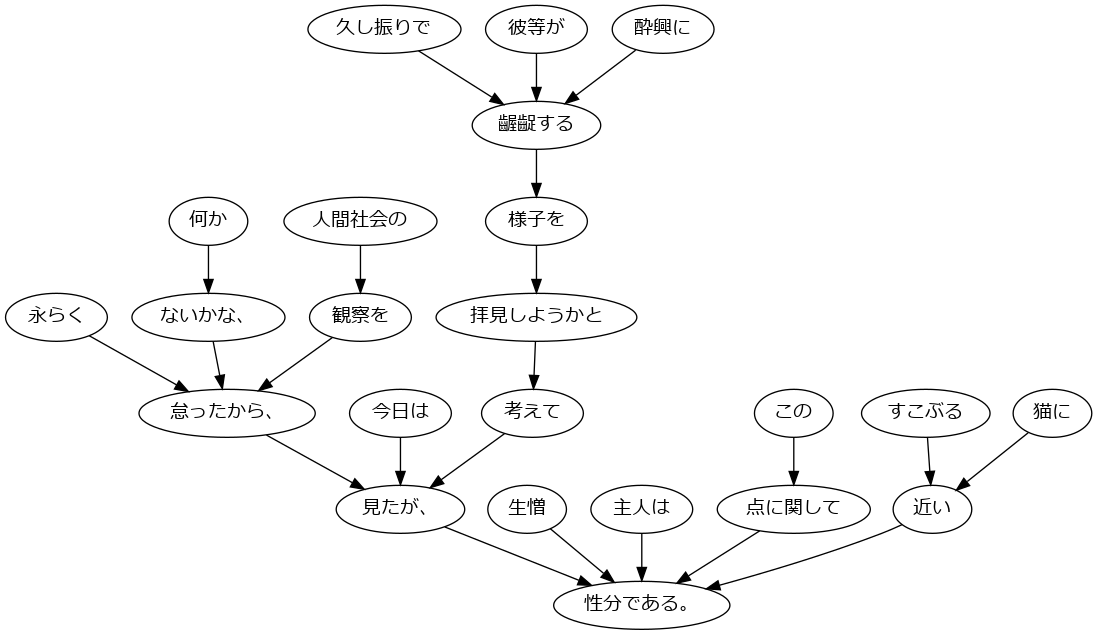 久し振りで
彼等が
酔興に
齷齪する
何か
人間社会の
様子を
永らく
ないかな、
観察を
拝見しようかと
怠ったから、
今日は
考えて
この
すこぶる
猫に
見たが、
生憎
主人は
点に関して
近い
性分である。